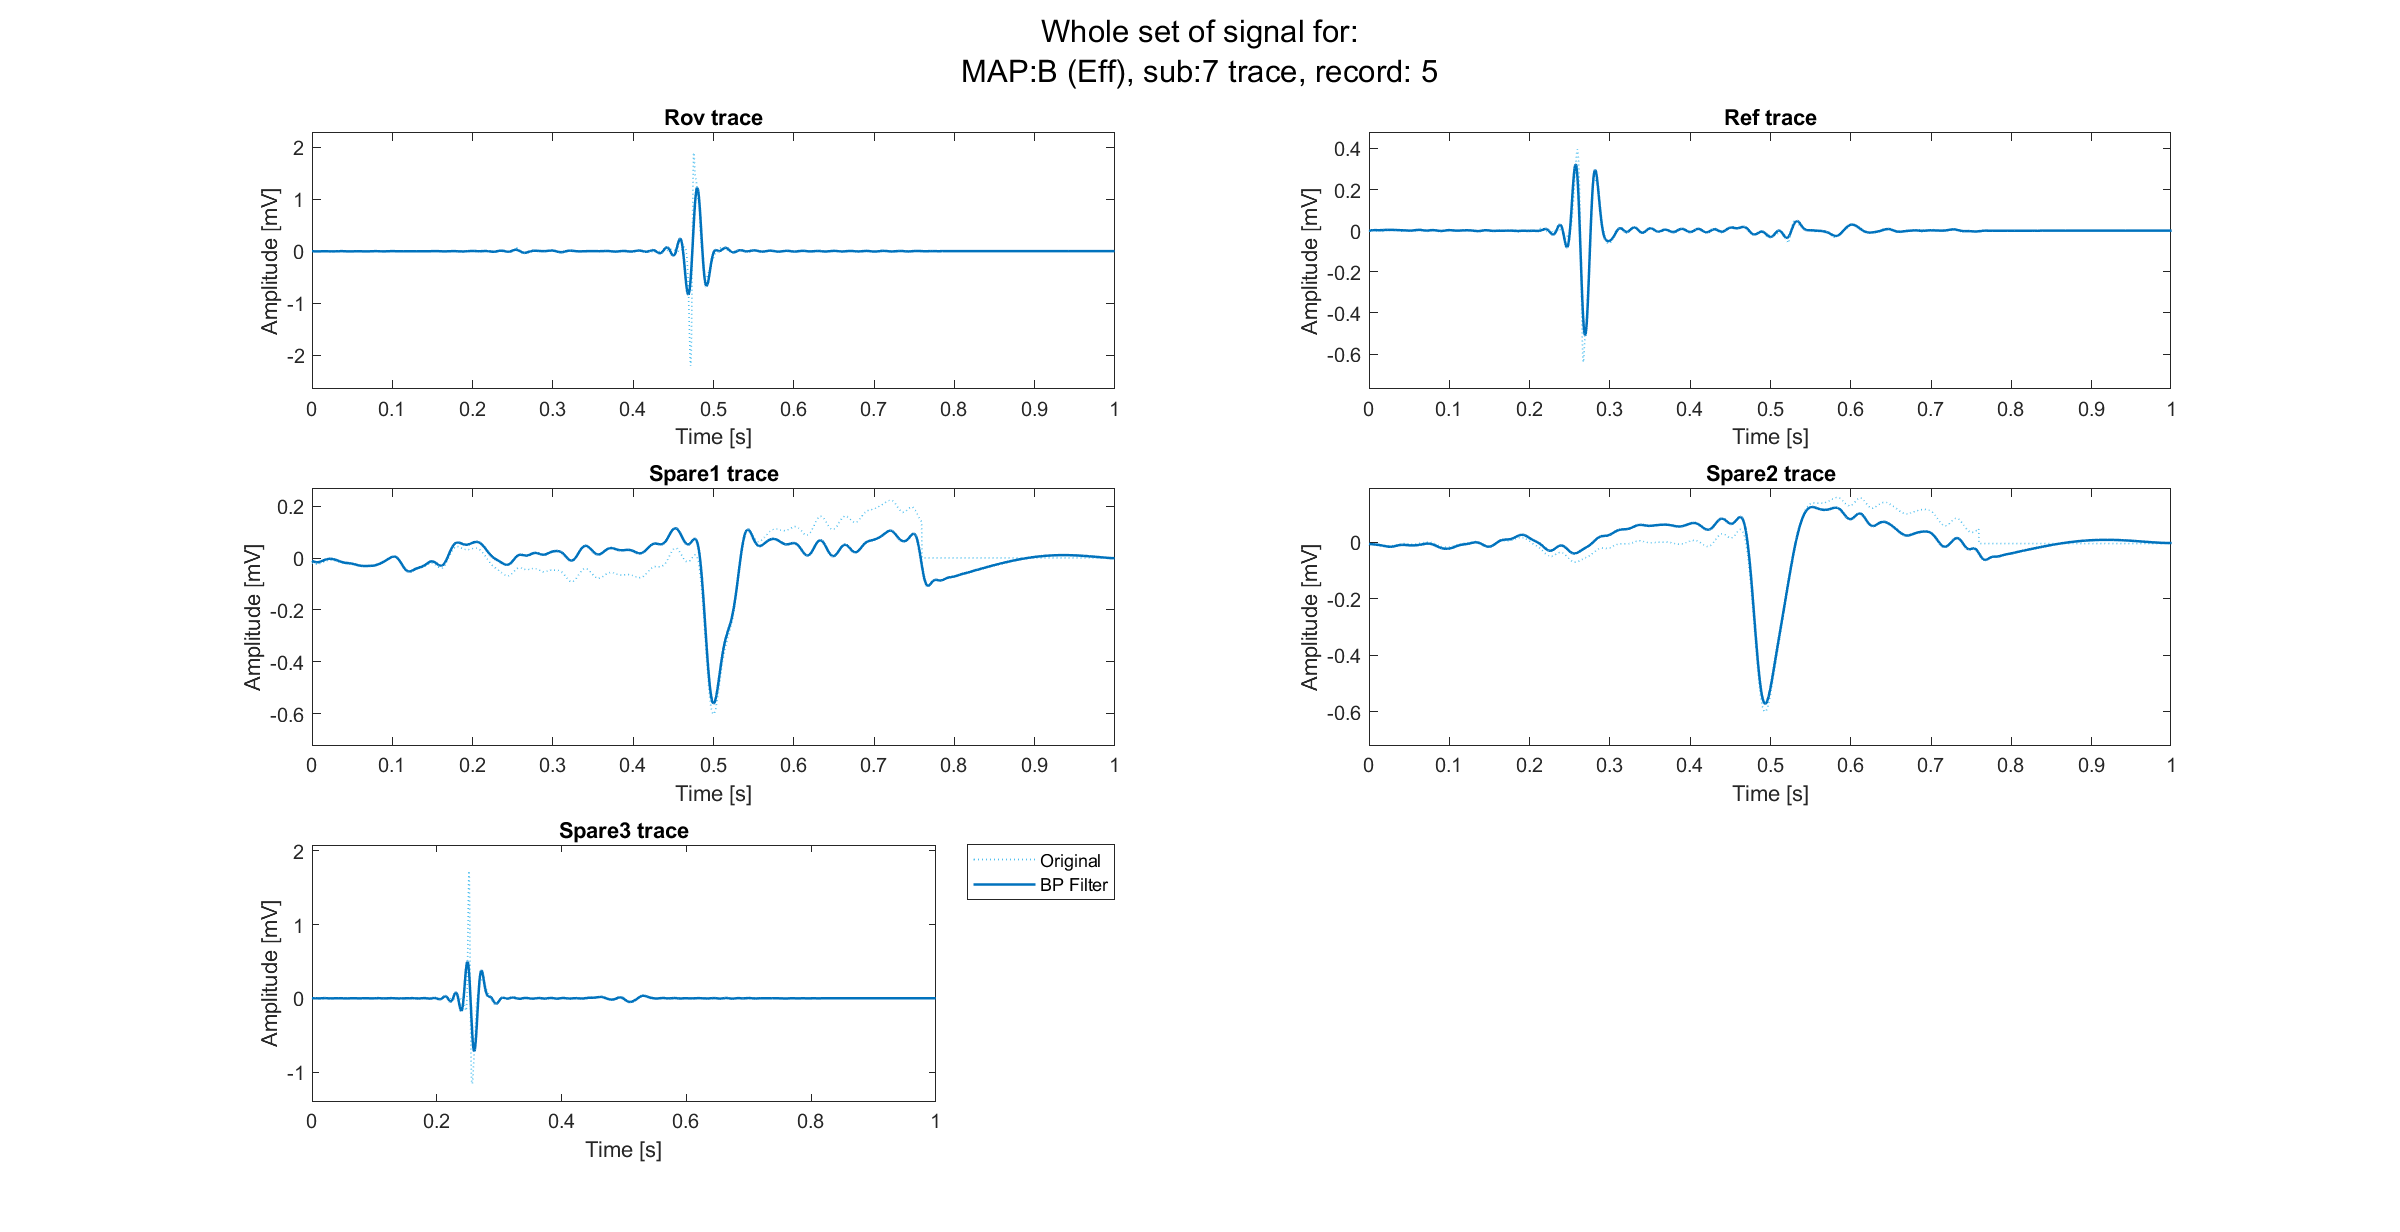 Whole set of signal for:
MAP:B (Eff), sub:7 trace, record: 5
Rov trace
2
1
0
-1
-2
Amplitude [mV]
0 0.1 0.2 0.3 0.4 0.5 0.6 0.7 0.8 0.9 1
Time [s]
Ref trace
0.4
0.2
0
-0.2
-0.4
-0.6
Amplitude [mV]
0 0.1 0.2 0.3 0.4 0.5 0.6 0.7 0.8 0.9 1
Time [s]
Spare1 trace
0.2
0
-0.2
-0.4
-0.6
Amplitude [mV]
0 0.1 0.2 0.3 0.4 0.5 0.6 0.7 0.8 0.9 1
Time [s]
Spare2 trace
0
-0.2
-0.4
-0.6
Amplitude [mV]
0 0.1 0.2 0.3 0.4 0.5 0.6 0.7 0.8 0.9 1
Time [s]
Spare3 trace
2
1
0
-1
Amplitude [mV]
0 0.2 0.4 0.6 0.8 1
Time [s]
Original
BP Filter